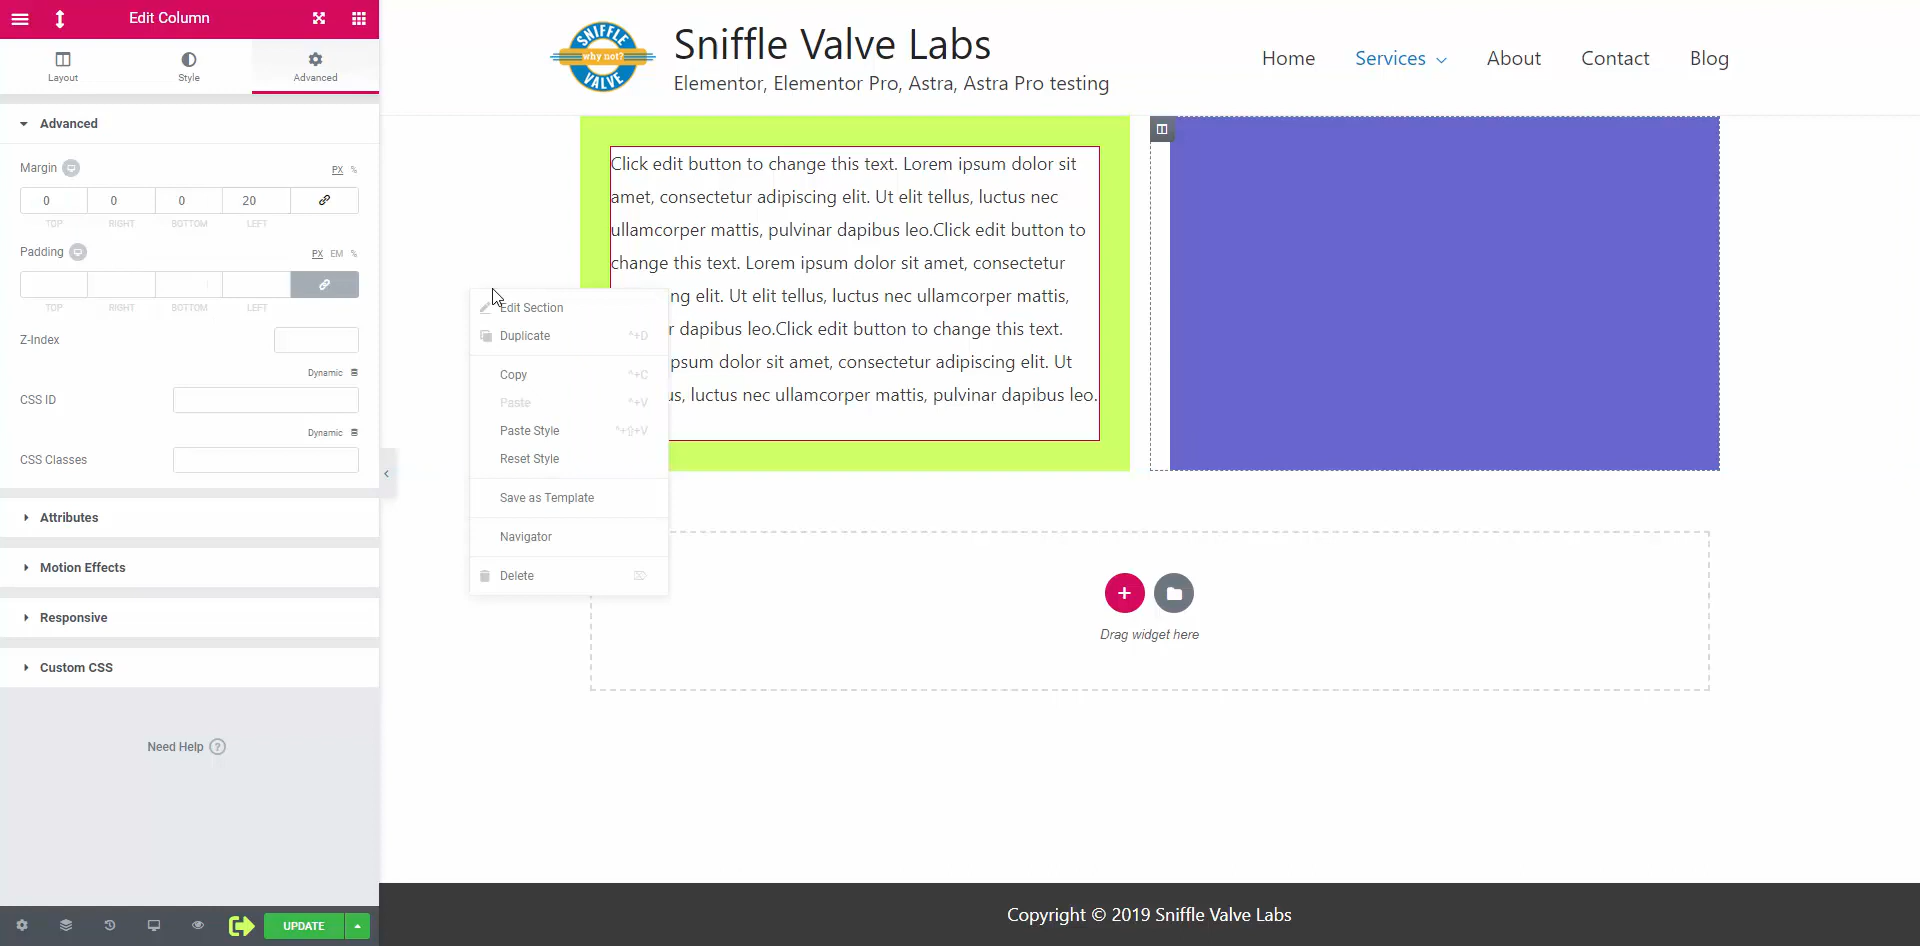 Edit Column
Layout
Style
Advanced
Advanced
Margin
PX %
0 0 0 20
TOP RIGHT BOTTOM LEFT
Padding
PX EM %
TOP RIGHT BOTTOM LEFT
Z-Index
Dynamic
CSS ID
Dynamic
CSS Classes
Attributes
Motion Effects
Responsive
Custom CSS
Need Help ?
UPDATE
SNIFFLE
why not?
VALVE
Sniffle Valve Labs
Elementor, Elementor Pro, Astra, Astra Pro testing
Home Services About Contact Blog
Click edit button to change this text. Lorem ipsum dolor sit
amet, consectetur adipiscing elit. Ut elit tellus, luctus nec
ullamcorper mattis, pulvinar dapibus leo.Click edit button to
change this text. Lorem ipsum dolor sit amet, consectetur
ng elit. Ut elit tellus, luctus nec ullamcorper mattis,
r dapibus leo.Click edit button to change this text.
psum dolor sit amet, consectetur adipiscing elit. Ut
us, luctus nec ullamcorper mattis, pulvinar dapibus leo.
Edit Section
Duplicate ^+D
Copy ^+C
Paste ^+V
Paste Style ^+⇧+V
Reset Style
Save as Template
Navigator
Delete ⌦
Drag widget here
Copyright © 2019 Sniffle Valve Labs